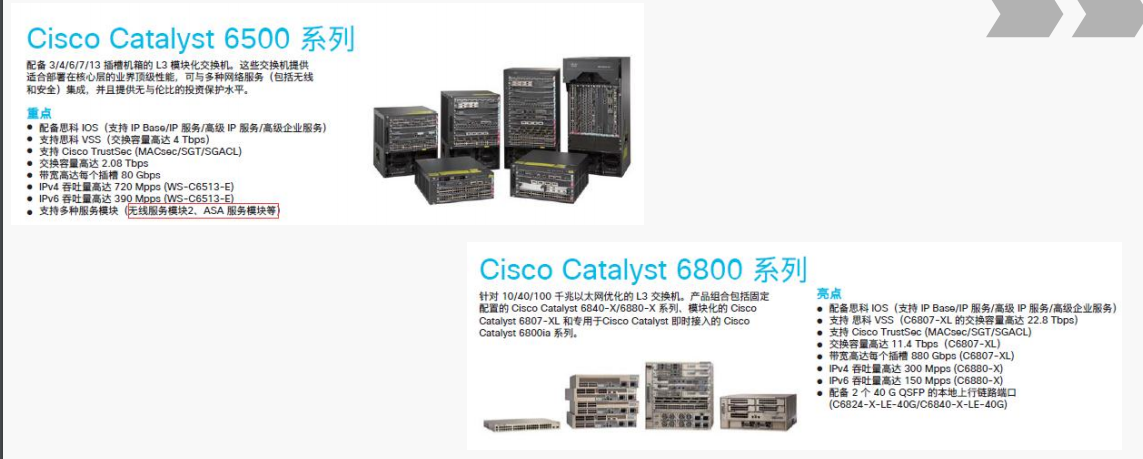 Cisco Catalyst 6500 系列
配备 3/4/6/7/13 插槽机箱的 L3 模块化交换机。这些交换机提供
适合部署在核心层的业界顶级性能，可与多种网络服务（包括无线
和安全）集成，并且提供无与伦比的投资保护水平。
重点
● 配备思科 IOS（支持 IP Base/IP 服务/高级 IP 服务/高级企业服务）
● 支持思科 VSS（交换容量高达 4 Tbps）
● 支持 Cisco TrustSec (MACsec/SGT/SGACL)
● 交换容量高达 2.08 Tbps
● 带宽高达每个插槽 80 Gbps
● IPv4 吞吐量高达 720 Mpps (WS-C6513-E)
● IPv6 吞吐量高达 390 Mpps (WS-C6513-E)
● 支持多种服务模块（无线服务模块2、ASA 服务模块等）
Cisco Catalyst 6800 系列
针对 10/40/100 千兆以太网优化的 L3 交换机。产品组合包括固定
配置的 Cisco Catalyst 6840-X/6880-X 系列、模块化的 Cisco
Catalyst 6807-XL 和专用于Cisco Catalyst 即时接入的 Cisco
Catalyst 6800ia 系列。
亮点
● 配备思科 IOS（支持 IP Base/IP 服务/高级 IP 服务/高级企业服务）
● 支持 思科 VSS（C6807-XL 的交换容量高达 22.8 Tbps）
● 支持 Cisco TrustSec (MACsec/SGT/SGACL)
● 交换容量高达 11.4 Tbps（C6807-XL）
● 带宽高达每个插槽 880 Gbps (C6807-XL)
● IPv4 吞吐量高达 300 Mpps (C6880-X)
● IPv6 吞吐量高达 150 Mpps (C6880-X)
● 配备 2 个 40 G QSFP 的本地上行链路端口
(C6824-X-LE-40G/C6840-X-LE-40G)